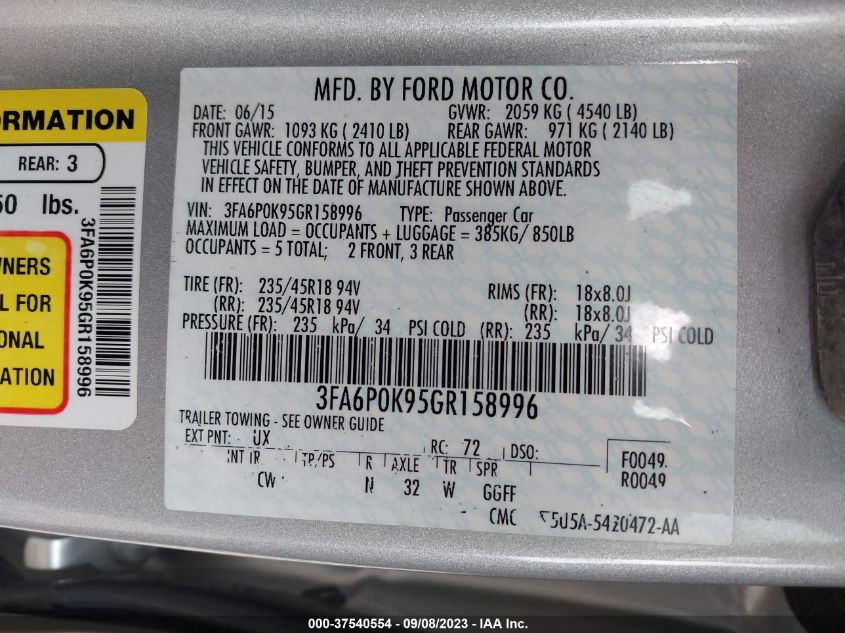 ORMATION
REAR: 3
50 lbs.
WNERS
L FOR
ONAL
ATION
3FA6P0K95GR158996
MFD. BY FORD MOTOR CO.
DATE: 06/15 GVWR: 2059 KG ( 4540 LB)
FRONT GAWR: 1093 KG ( 2410 LB) REAR GAWR: 971 KG ( 2140 LB)
THIS VEHICLE CONFORMS TO ALL APPLICABLE FEDERAL MOTOR
VEHICLE SAFETY, BUMPER, AND THEFT PREVENTION STANDARDS
IN EFFECT ON THE DATE OF MANUFACTURE SHOWN ABOVE.
VIN: 3FA6P0K95GR158996 TYPE: Passenger Car
MAXIMUM LOAD = OCCUPANTS + LUGGAGE = 385KG/ 850LB
OCCUPANTS = 5 TOTAL; 2 FRONT, 3 REAR
TIRE (FR): 235/45R18 94V RIMS (FR): 18x8.0J
(RR): 235/45R18 94V (RR): 18x8.0J
PRESSURE (FR): 235 kPa/ 34 PSI COLD (RR): 235 kPa/ 34 PSI COLD
3FA6P0K95GR158996
TRAILER TOWING - SEE OWNER GUIDE
EXT PNT: UX RC: 72 DSO: F0049
INT TR TP/PS R AXLE TR SPR R0049
CW N 32 W GGFF
CMC 5U5A-5420472-AA
000-37540554 - 09/08/2023 - IAA Inc.